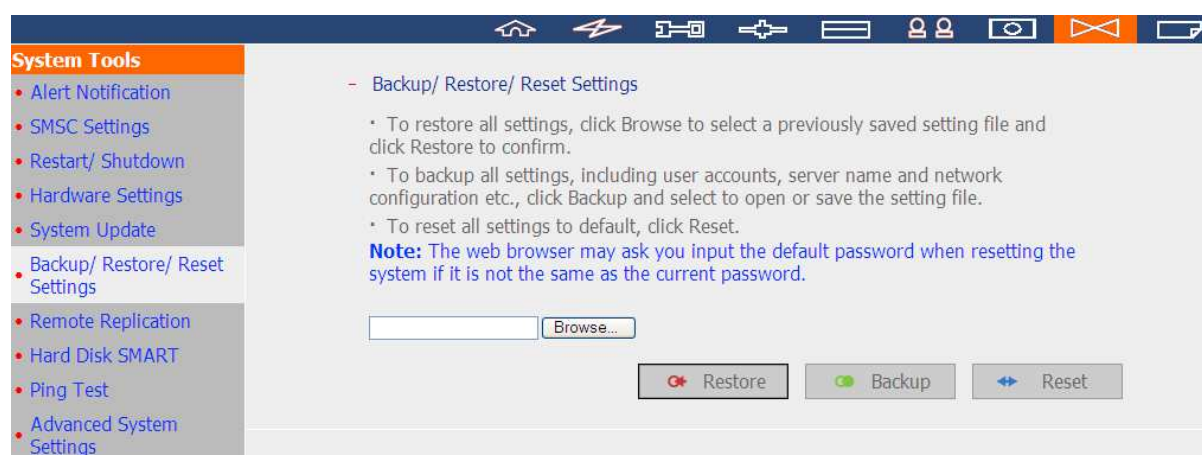 System Tools
Alert Notification
SMSC Settings
Restart/ Shutdown
Hardware Settings
System Update
Backup/ Restore/ Reset
Settings
Remote Replication
Hard Disk SMART
Ping Test
Advanced System
Settings
- Backup/ Restore/ Reset Settings
· To restore all settings, click Browse to select a previously saved setting file and
click Restore to confirm.
· To backup all settings, including user accounts, server name and network
configuration etc., click Backup and select to open or save the setting file.
· To reset all settings to default, click Reset.
Note: The web browser may ask you input the default password when resetting the
system if it is not the same as the current password.
Browse...
Restore
Backup
Reset